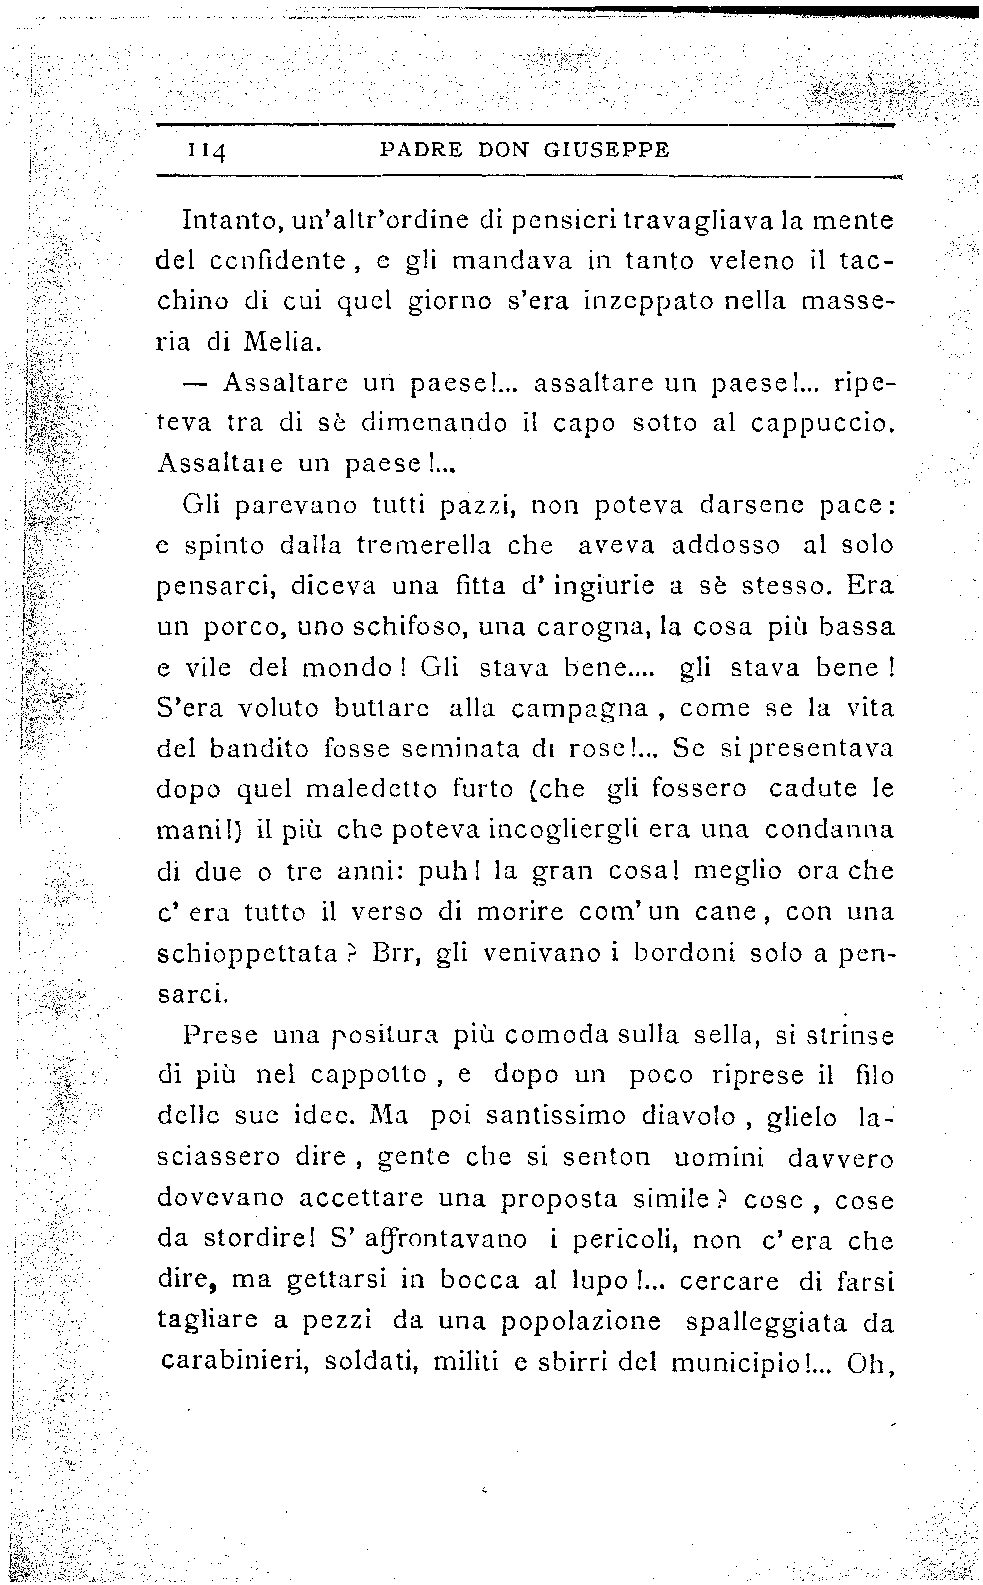 114 PADRE DON GIUSEPPE
Intanto, un'altr'ordine di pensieri travagliava la mente
del confidente, e gli mandava in tanto veleno il tac-
chino di cui quel giorno s'era inzeppato nella masse-
ria di Melia.
— Assaltare un paese!... assaltare un paese!... ripe-
teva tra di sè dimenando il capo sotto al cappuccio.
Assaltare un paese!...
Gli parevano tutti pazzi, non poteva darsene pace:
e spinto dalla tremerella che aveva addosso al solo
pensarci, diceva una fitta d' ingiurie a sè stesso. Era
un porco, uno schifoso, una carogna, la cosa più bassa
e vile del mondo! Gli stava bene.... gli stava bene!
S'era voluto buttare alla campagna, come se la vita
del bandito fosse seminata di rose!... Se si presentava
dopo quel maledetto furto (che gli fossero cadute le
mani!) il più che poteva incogliergli era una condanna
di due o tre anni: puh! la gran cosa! meglio ora che
c' era tutto il verso di morire com' un cane, con una
schioppettata? Brr, gli venivano i bordoni solo a pen-
sarci.
Prese una positura più comoda sulla sella, si strinse
di più nel cappotto, e dopo un poco riprese il filo
delle sue idee. Ma poi santissimo diavolo, glielo la-
sciassero dire, gente che si senton uomini davvero
dovevano accettare una proposta simile? cose, cose
da stordire! S' affrontavano i pericoli, non c' era che
dire, ma gettarsi in bocca al lupo!... cercare di farsi
tagliare a pezzi da una popolazione spalleggiata da
carabinieri, soldati, militi e sbirri del municipio!... Oh,